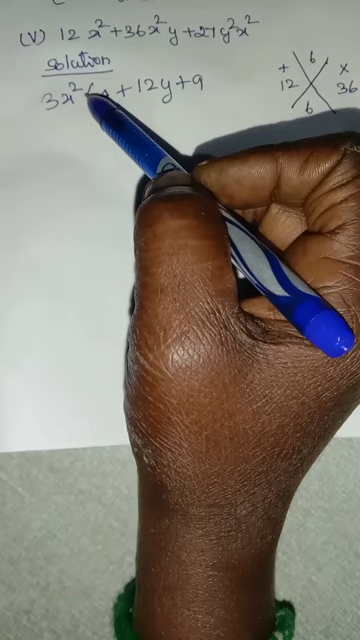 (V) 12x²+36x²y+27y²x²
Solution
3x²( + 12y+9
6
+ x
12 36
6